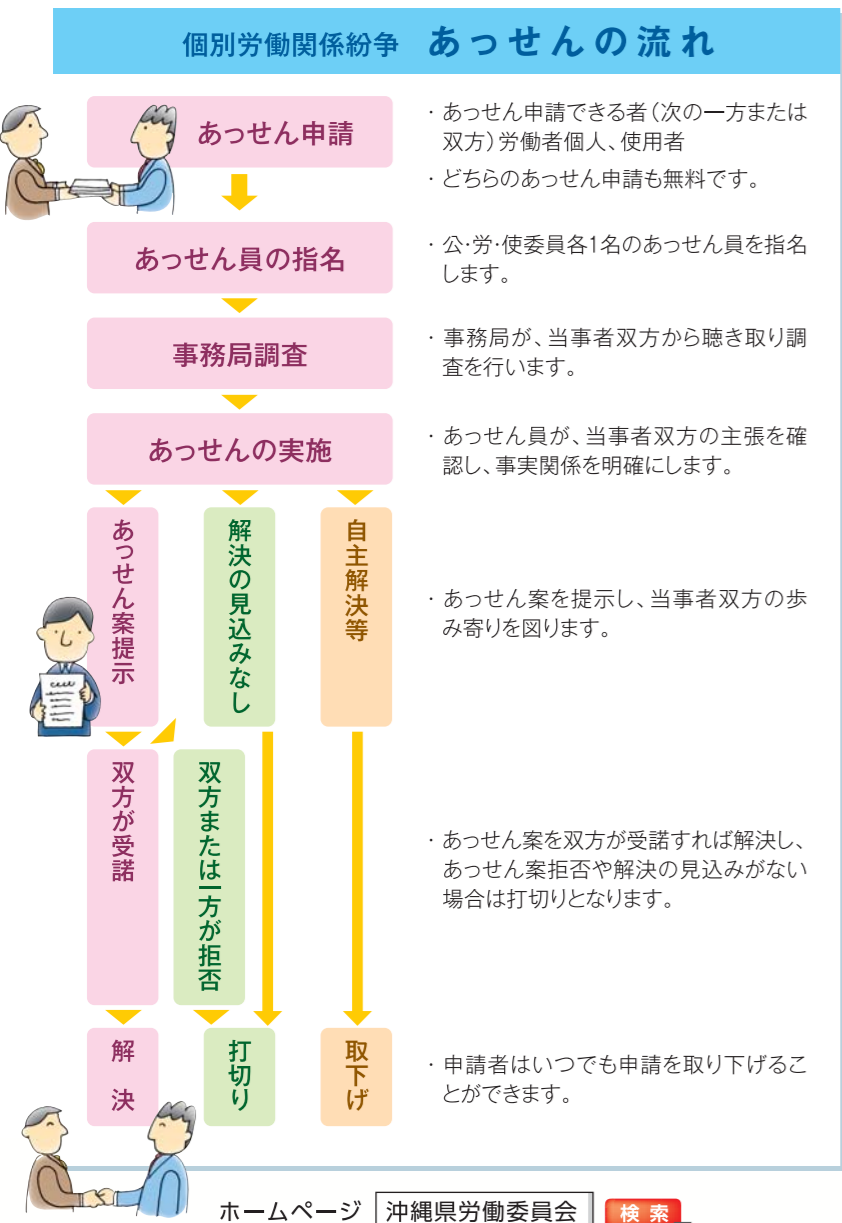 個別労働関係紛争 あっせんの流れ
あっせん申請
・あっせん申請できる者(次の一方または
双方)労働者個人、使用者
・どちらのあっせん申請も無料です。
あっせん員の指名
・公・労・使委員各1名のあっせん員を指名
します。
事務局調査
・事務局が、当事者双方から聴き取り調
査を行います。
あっせんの実施
・あっせん員が、当事者双方の主張を確
認し、事実関係を明確にします。
あっせん案提示
解決の見込みなし
自主解決等
・あっせん案を提示し、当事者双方の歩
み寄りを図ります。
双方が受諾
双方または一方が拒否
・あっせん案を双方が受諾すれば解決し、
あっせん案拒否や解決の見込みがない
場合は打切りとなります。
解決
打切り
取下げ
・申請者はいつでも申請を取り下げるこ
とができます。
ホームページ 沖縄県労働委員会 検索